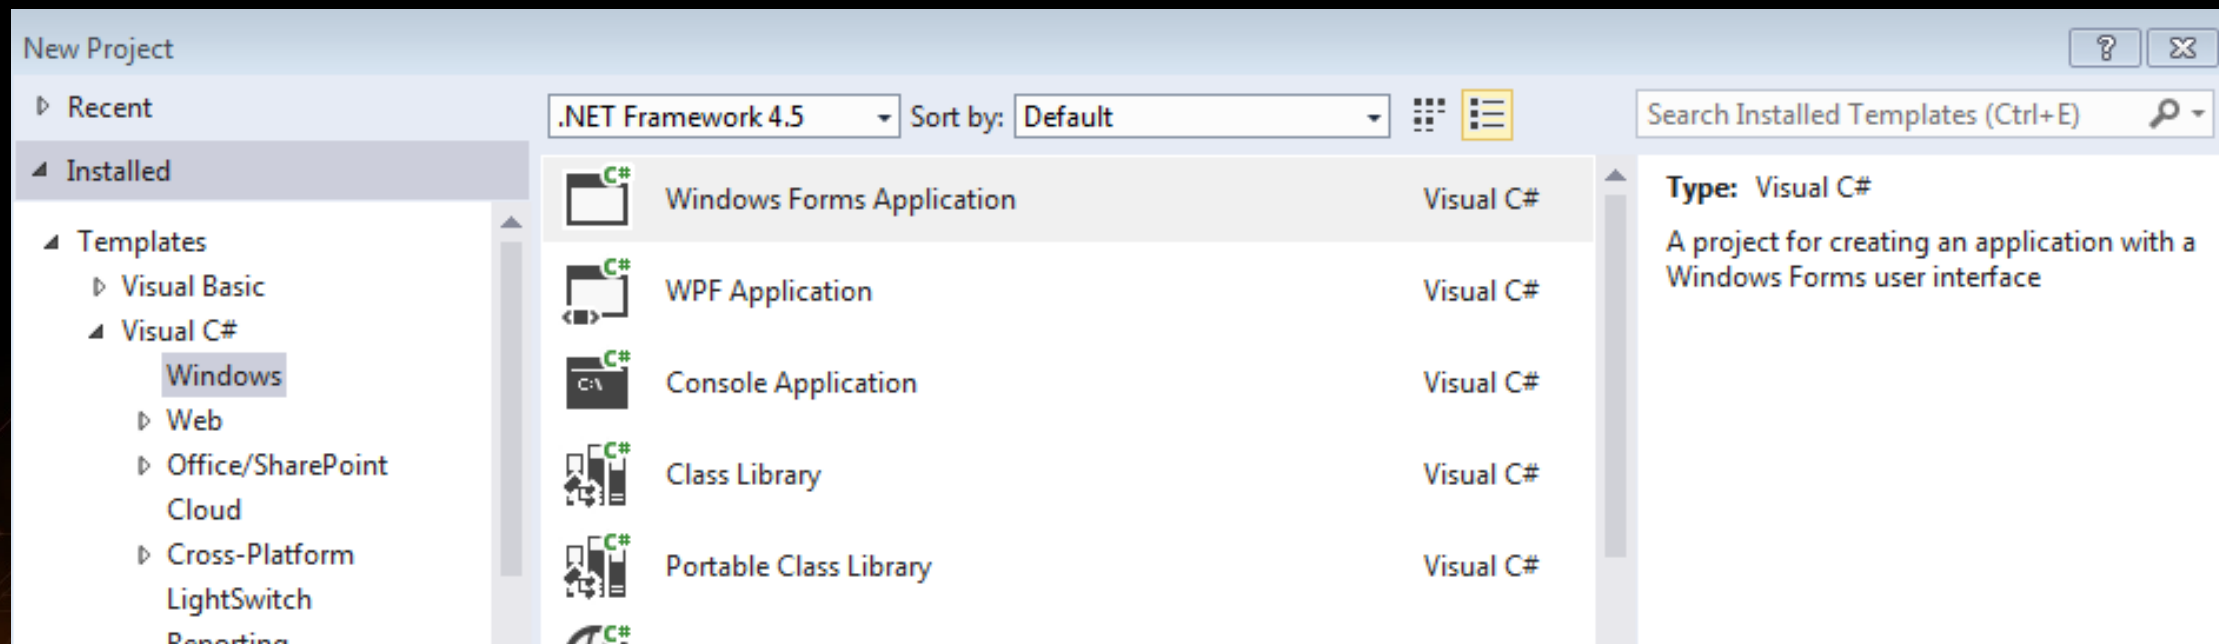 New Project
Recent
Installed
Templates
Visual Basic
Visual C#
Windows
Web
Office/SharePoint
Cloud
Cross-Platform
LightSwitch
Reporting
.NET Framework 4.5 Sort by: Default
Search Installed Templates (Ctrl+E)
C#
Windows Forms Application Visual C#
C#
WPF Application Visual C#
C#
C:\
Console Application Visual C#
C#
Class Library Visual C#
C#
Portable Class Library Visual C#
C#
Type: Visual C#
A project for creating an application with a
Windows Forms user interface